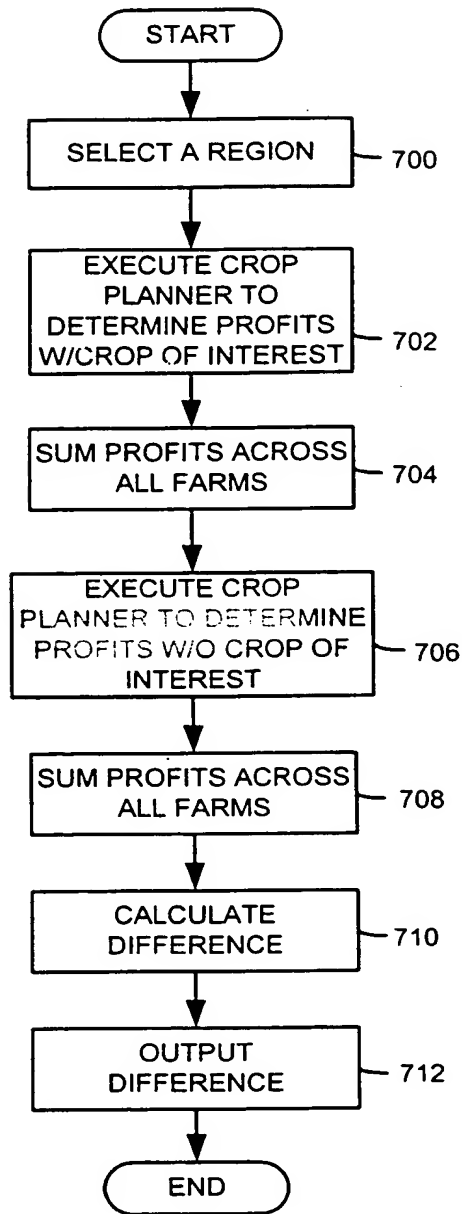 START
SELECT A REGION
700
EXECUTE CROP
PLANNER TO
DETERMINE PROFITS
W/CROP OF INTEREST
702
SUM PROFITS ACROSS
ALL FARMS
704
EXECUTE CROP
PLANNER TO DETERMINE
PROFITS W/O CROP OF
INTEREST
706
SUM PROFITS ACROSS
ALL FARMS
708
CALCULATE
DIFFERENCE
710
OUTPUT
DIFFERENCE
712
END